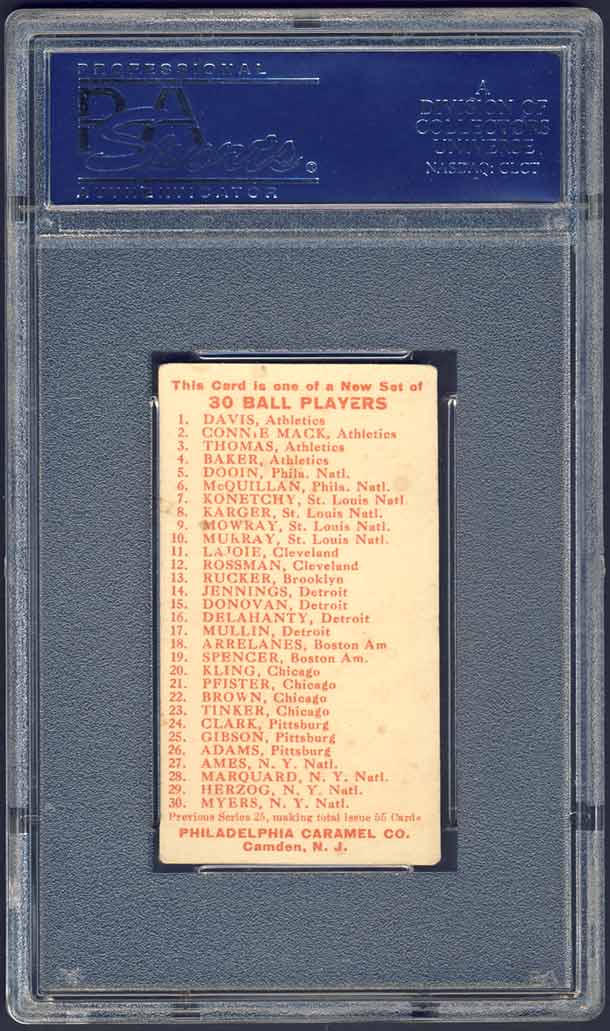 PROFESSIONAL
PSA
Sports®
AUTHENTICATOR
A
DIVISION OF
COLLECTORS
UNIVERSE
NASDAQ: CLCT
This Card is one of a New Set of
30 BALL PLAYERS
1. DAVIS, Athletics
2. CONNIE MACK, Athletics
3. THOMAS, Athletics
4. BAKER, Athletics
5. DOOIN, Phila. Natl.
6. McQUILLAN, Phila. Natl.
7. KONETCHY, St. Louis Natl
8. KARGER, St. Louis Natl.
9. MOWRAY, St. Louis Natl.
10. MURRAY, St. Louis Natl.
11. LAJOIE, Cleveland
12. ROSSMAN, Cleveland
13. RUCKER, Brooklyn
14. JENNINGS, Detroit
15. DONOVAN, Detroit
16. DELAHANTY, Detroit
17. MULLIN, Detroit
18. ARRELANES, Boston Am
19. SPENCER, Boston Am.
20. KLING, Chicago
21. PFISTER, Chicago
22. BROWN, Chicago
23. TINKER, Chicago
24. CLARK, Pittsburg
25. GIBSON, Pittsburg
26. ADAMS, Pittsburg
27. AMES, N. Y. Natl.
28. MARQUARD, N. Y. Natl.
29. HERZOG, N. Y. Natl.
30. MYERS, N. Y. Natl.
Previous Series 25, making total issue 55 Cards
PHILADELPHIA CARAMEL CO.
Camden, N. J.